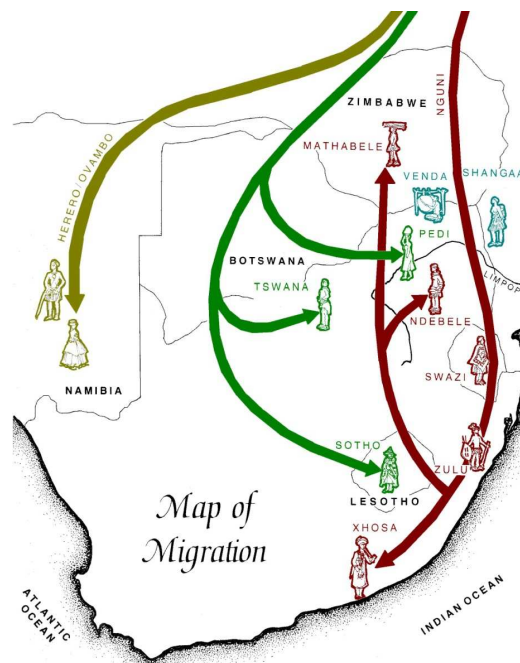 ZIMBABWE
NGUNI
MATHABELE
HERERO/OVAMBO
VENDA
SHANGAA
PEDI
BOTSWANA
TSWANA
LIMPOP
NDEBELE
SWAZI
NAMIBIA
SOTHO
ZULU
LESOTHO
Map of
Migration
XHOSA
ATLANTIC
OCEAN
INDIAN OCEAN